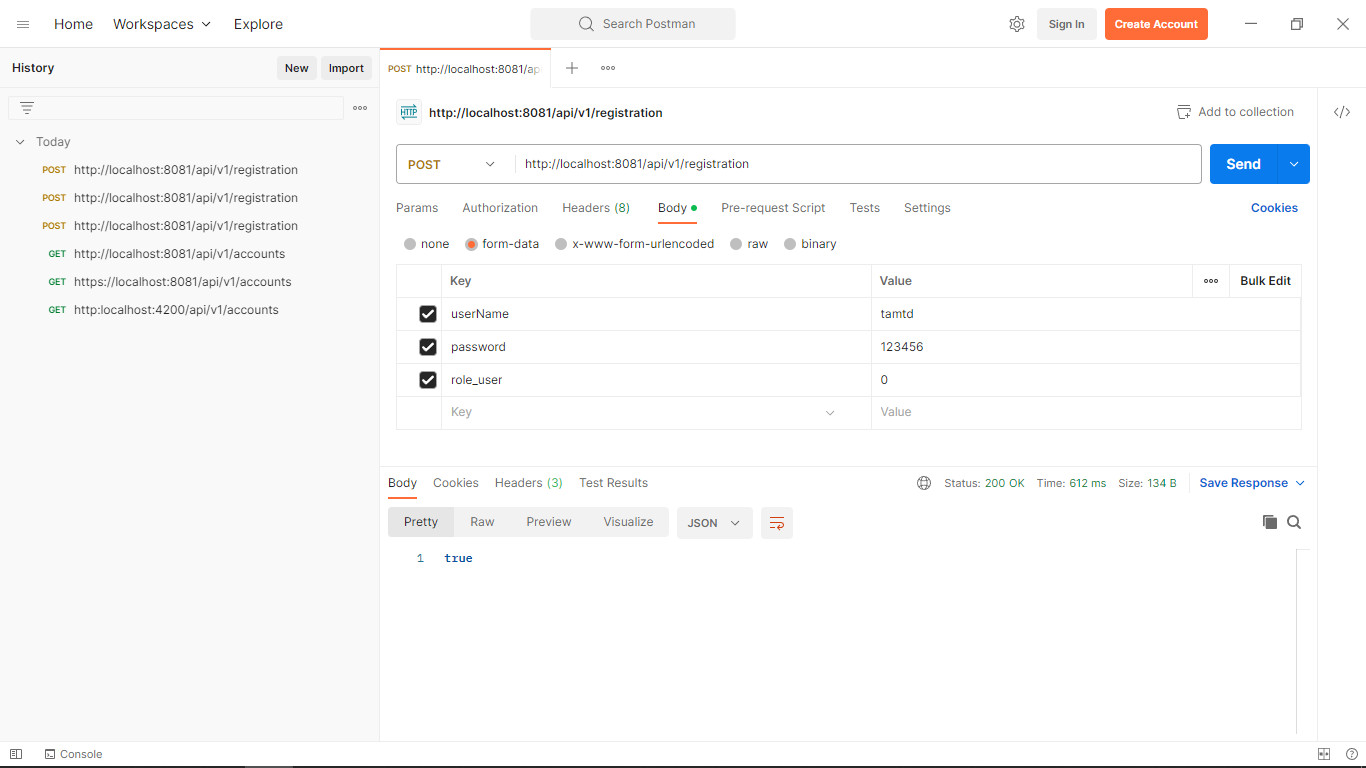 Home Workspaces Explore Search Postman Sign In Create Account
History New Import POST http://localhost:8081/ap
HTTP http://localhost:8081/api/v1/registration Add to collection
Today
POST http://localhost:8081/api/v1/registration
POST http://localhost:8081/api/v1/registration
POST http://localhost:8081/api/v1/registration
GET http://localhost:8081/api/v1/accounts
GET https://localhost:8081/api/v1/accounts
GET http:localhost:4200/api/v1/accounts
POST http://localhost:8081/api/v1/registration Send
Params Authorization Headers (8) Body Pre-request Script Tests Settings Cookies
none form-data x-www-form-urlencoded raw binary
Key Value Bulk Edit
userName tamtd
password 123456
role_user 0
Key Value
Body Cookies Headers (3) Test Results Status: 200 OK Time: 612 ms Size: 134 B Save Response
Pretty Raw Preview Visualize JSON
1 true
Console